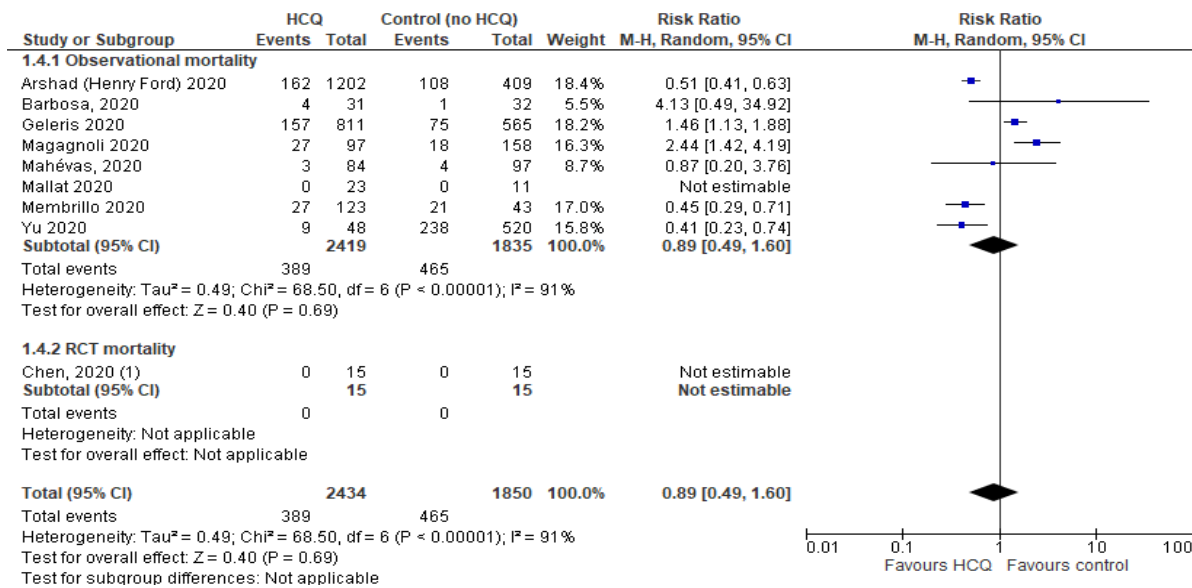 HCQ Control (no HCQ) Risk Ratio Risk Ratio
Study or Subgroup Events Total Events Total Weight M-H, Random, 95% CI M-H, Random, 95% CI
1.4.1 Observational mortality
Arshad (Henry Ford) 2020 162 1202 108 409 18.4% 0.51 [0.41, 0.63]
Barbosa, 2020 4 31 1 32 5.5% 4.13 [0.49, 34.92]
Geleris 2020 157 811 75 565 18.2% 1.46 [1.13, 1.88]
Magagnoli 2020 27 97 18 158 16.3% 2.44 [1.42, 4.19]
Mahévas, 2020 3 84 4 97 8.7% 0.87 [0.20, 3.76]
Mallat 2020 0 23 0 11 Not estimable
Membrillo 2020 27 123 21 43 17.0% 0.45 [0.29, 0.71]
Yu 2020 9 48 238 520 15.8% 0.41 [0.23, 0.74]
Subtotal (95% CI) 2419 1835 100.0% 0.89 [0.49, 1.60]
Total events 389 465
Heterogeneity: Tau² = 0.49; Chi² = 68.50, df = 6 (P < 0.00001); I² = 91%
Test for overall effect: Z = 0.40 (P = 0.69)
1.4.2 RCT mortality
Chen, 2020 (1) 0 15 0 15 Not estimable
Subtotal (95% CI) 15 15 Not estimable
Total events 0 0
Heterogeneity: Not applicable
Test for overall effect: Not applicable
Total (95% CI) 2434 1850 100.0% 0.89 [0.49, 1.60]
Total events 389 465
Heterogeneity: Tau² = 0.49; Chi² = 68.50, df = 6 (P < 0.00001); I² = 91%
Test for overall effect: Z = 0.40 (P = 0.69)
Test for subgroup differences: Not applicable
0.01 0.1 1 10 100
Favours HCQ Favours control